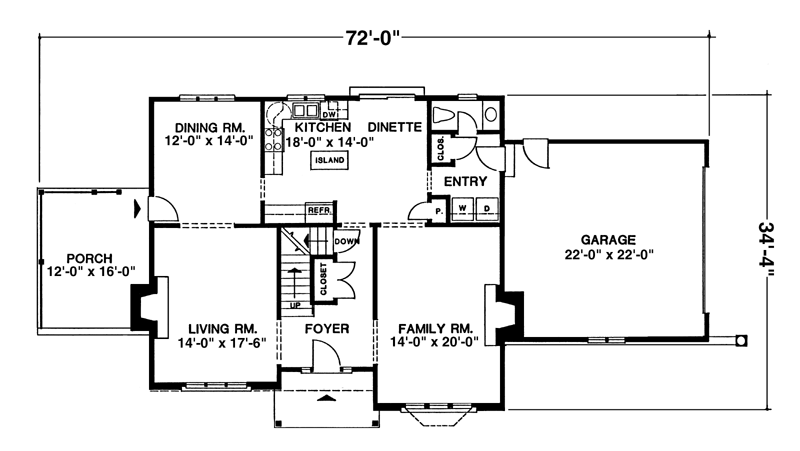 72'-0"
DINING RM.
12'-0" x 14'-0"
KITCHEN
DINETTE
18'-0" x 14'-0"
DW
ISLAND
REFR.
CLOS.
ENTRY
P.
W
D
PORCH
12'-0" x 16'-0"
DOWN
CLOSET
UP
LIVING RM.
14'-0" x 17'-6"
FOYER
FAMILY RM.
14'-0" x 20'-0"
GARAGE
22'-0" x 22'-0"
34'-4"